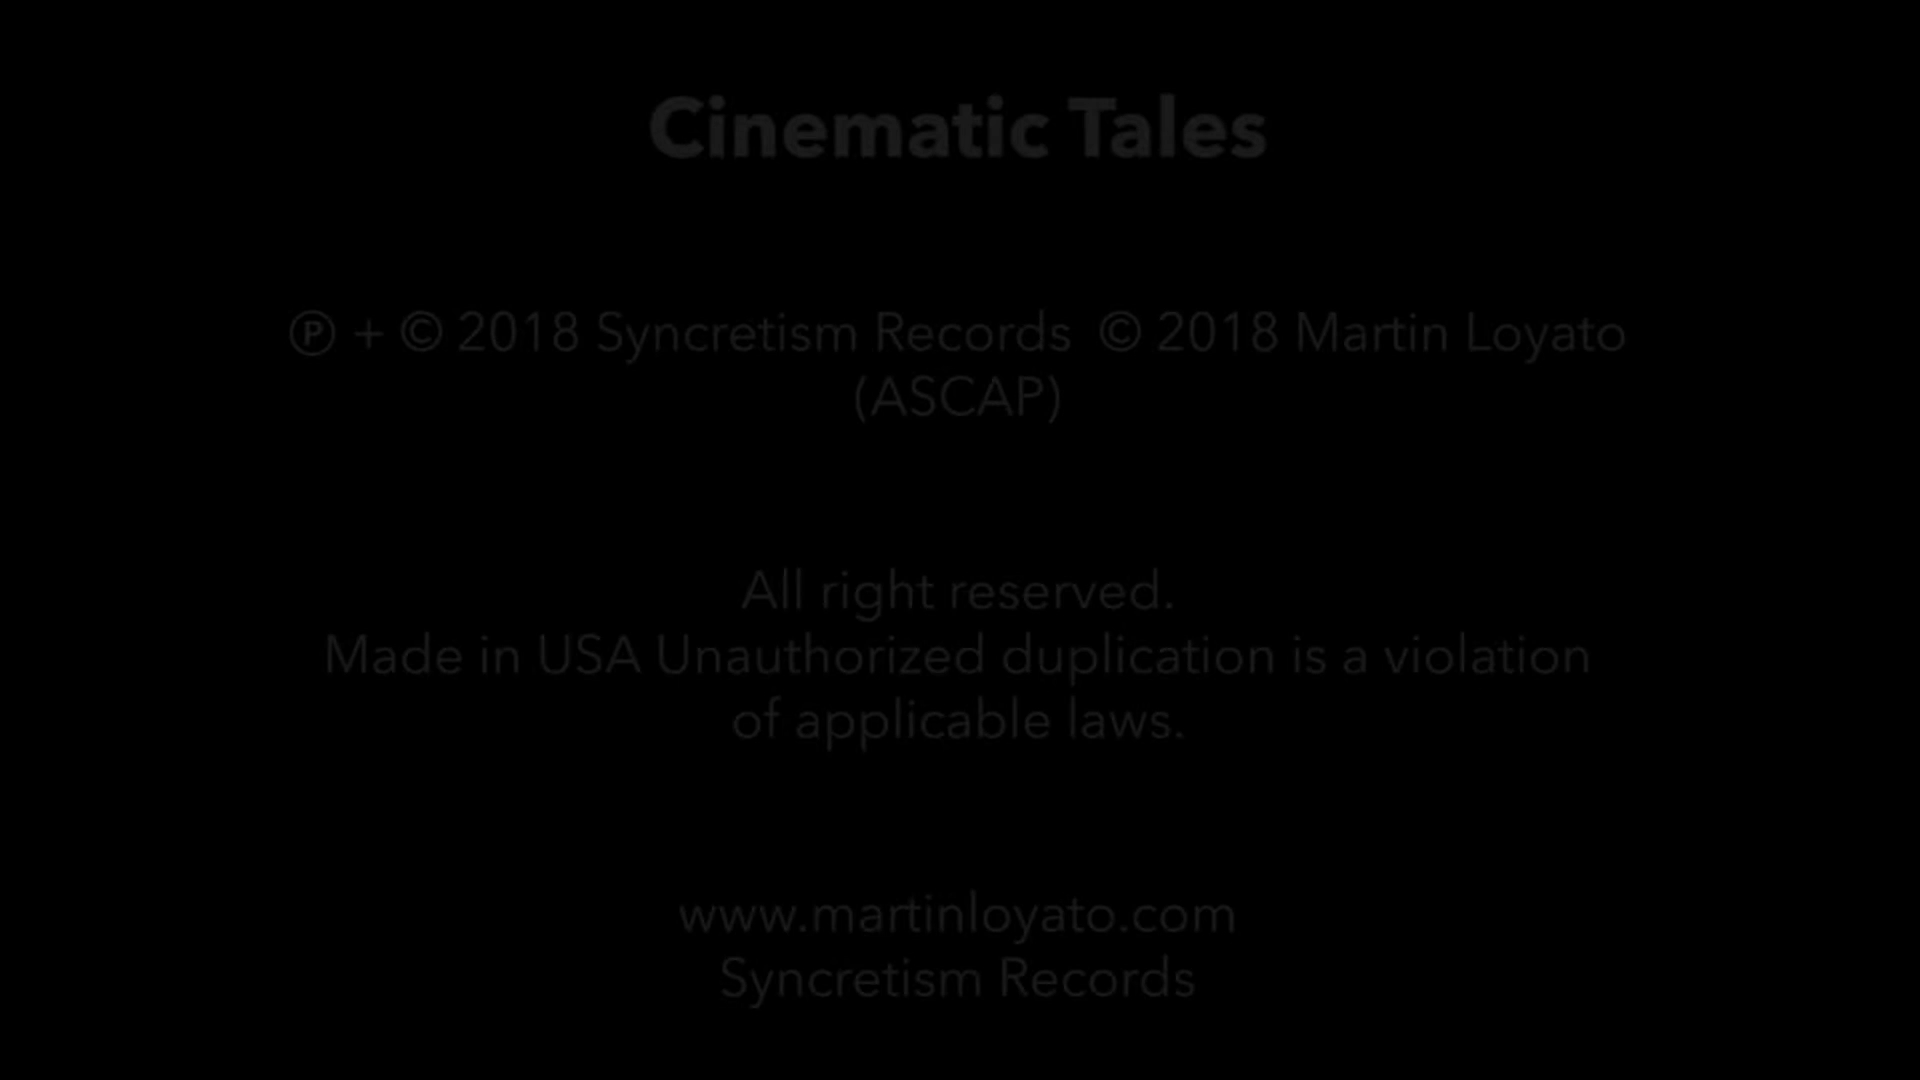 Cinematic Tales
℗ + © 2018 Syncretism Records © 2018 Martin Loyato
(ASCAP)
All right reserved.
Made in USA Unauthorized duplication is a violation
of applicable laws.
www.martinloyato.com
Syncretism Records